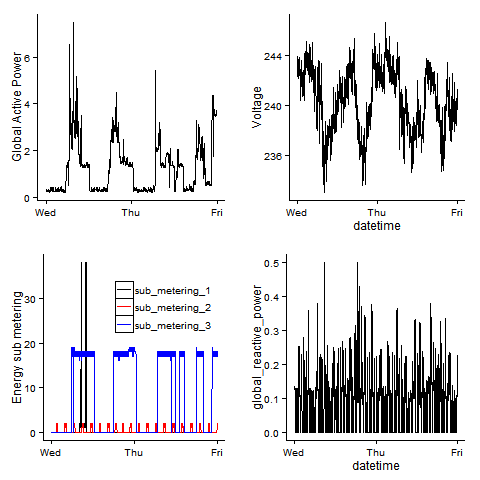 Global Active Power
6
4
2
0
Wed Thu Fri
Voltage
244
240
236
Wed Thu Fri
datetime
Energy sub metering
30
20
10
0
sub_metering_1
sub_metering_2
sub_metering_3
Wed Thu Fri
global_reactive_power
0.5
0.4
0.3
0.2
0.1
0.0
Wed Thu Fri
datetime